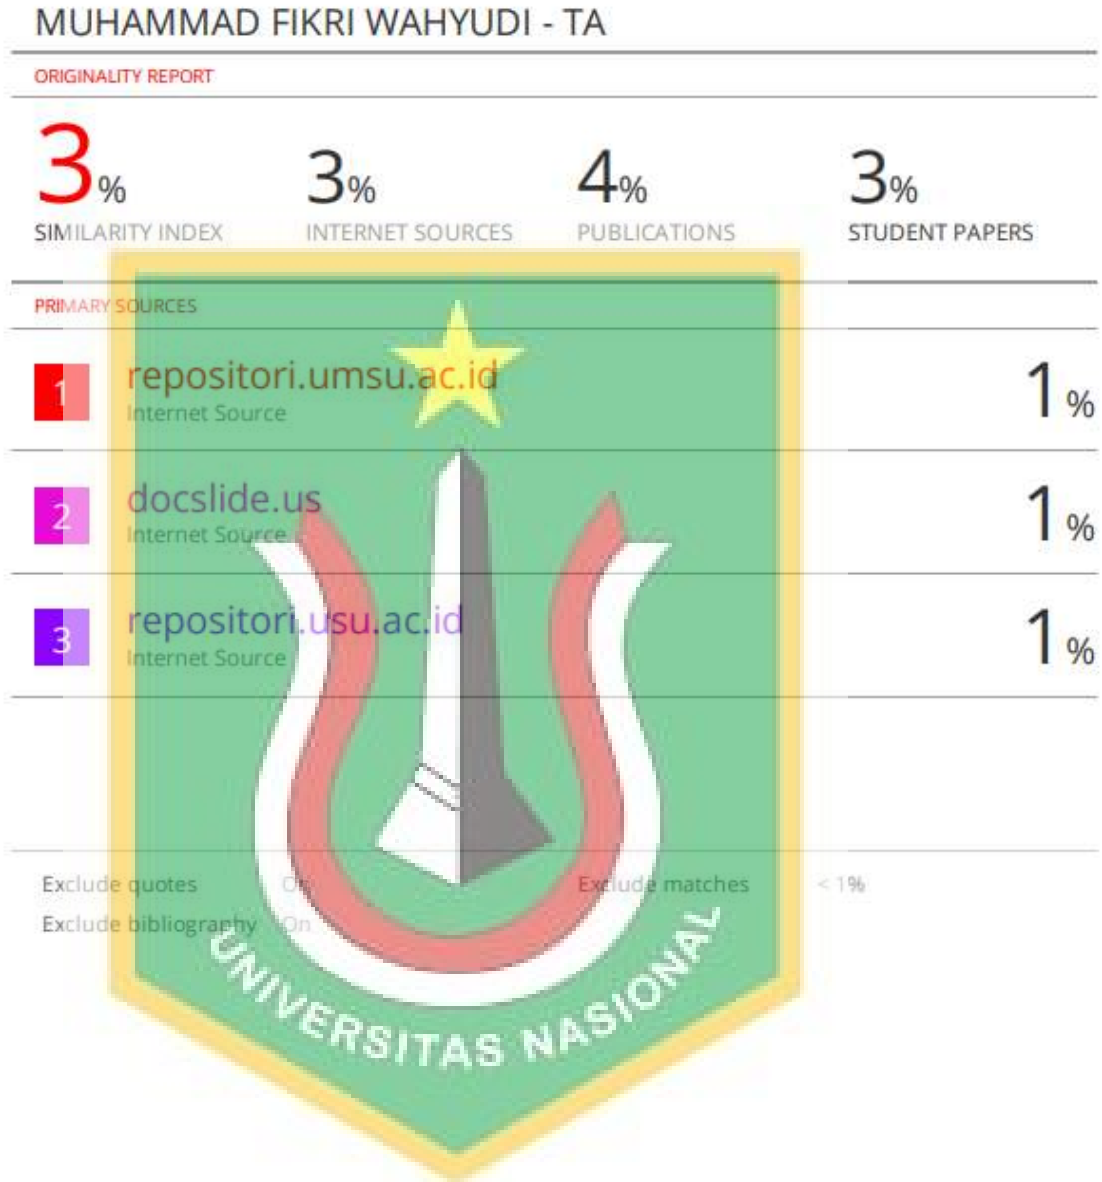 MUHAMMAD FIKRI WAHYUDI - TA
ORIGINALITY REPORT
3% 3% 4% 3%
SIMILARITY INDEX INTERNET SOURCES PUBLICATIONS STUDENT PAPERS
PRIMARY SOURCES
1 repositori.umsu.ac.id 1%
Internet Source
2 docslide.us 1%
Internet Source
3 repositori.usu.ac.id 1%
Internet Source
Exclude quotes On Exclude matches < 1%
Exclude bibliography On
UNIVERSITAS NASIONAL